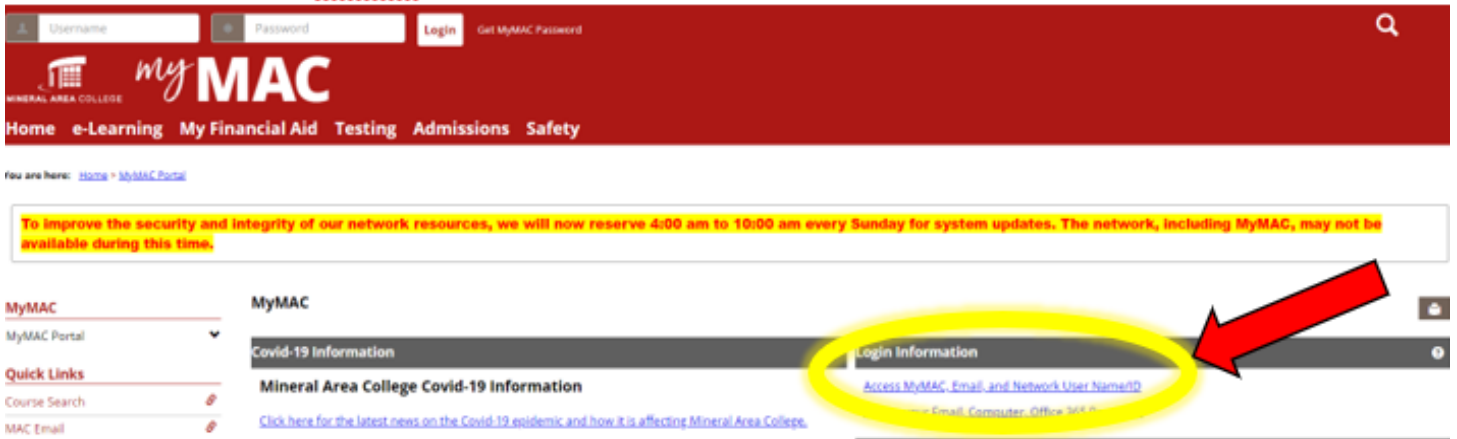 Username Password Login Get MyMAC Password
my MAC
MINERAL AREA COLLEGE
Home e-Learning My Financial Aid Testing Admissions Safety
You are here: Home > MyMAC Portal
To improve the security and integrity of our network resources, we will now reserve 4:00 am to 10:00 am every Sunday for system updates. The network, including MyMAC, may not be
available during this time.
MyMAC
MyMAC Portal
Quick Links
Course Search
MAC Email
MyMAC
Covid-19 Information
Mineral Area College Covid-19 Information
Click here for the latest news on the Covid-19 epidemic and how it is affecting Mineral Area College.
Login Information
Access MyMAC, Email, and Network User Name/ID
Email, Computer, Office 365